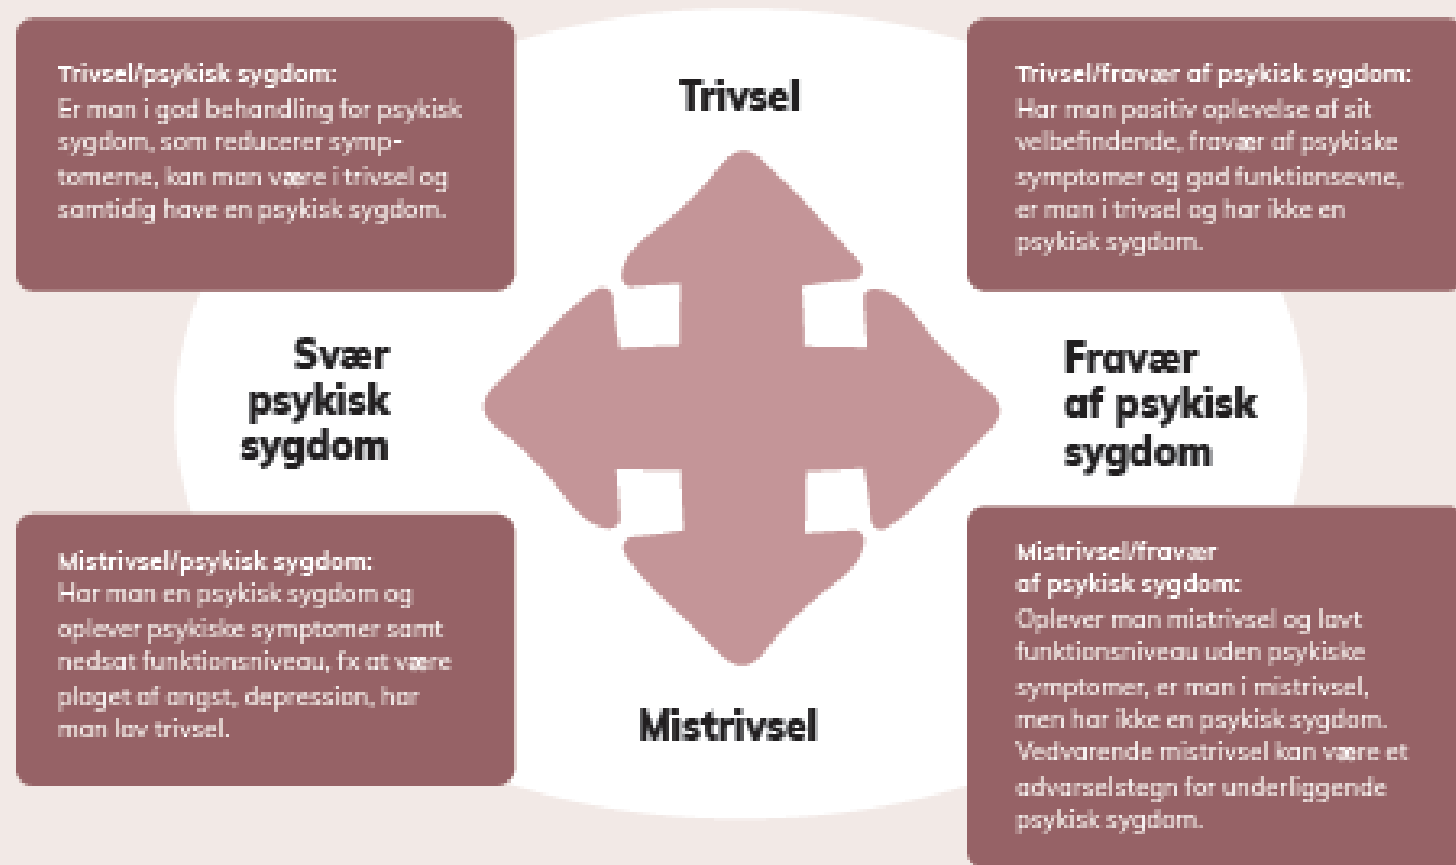 Trivsel/psykisk sygdom:
Er man i god behandling for psykisk
sygdom, som reducerer symp-
tomerne, kan man være i trivsel og
samtidig have en psykisk sygdom.
Trivsel
Trivsel/fravær af psykisk sygdom:
Har man positiv oplevelse af sit
velbefindende, fravær af psykiske
symptomer og god funktionsevne,
er man i trivsel og har ikke en
psykisk sygdom.
Svær
psykisk
sygdom
Fravær
af psykisk
sygdom
Mistrivsel/psykisk sygdom:
Har man en psykisk sygdom og
oplever psykiske symptomer samt
nedsat funktionsniveau, fx at være
plaget af angst, depression, har
man lav trivsel.
Mistrivsel
Mistrivsel/fravær
af psykisk sygdom:
Oplever man mistrivsel og lavt
funktionsniveau uden psykiske
symptomer, er man i mistrivsel,
men har ikke en psykisk sygdom.
Vedvarende mistrivsel kan være et
advarselstegn for underliggende
psykisk sygdom.